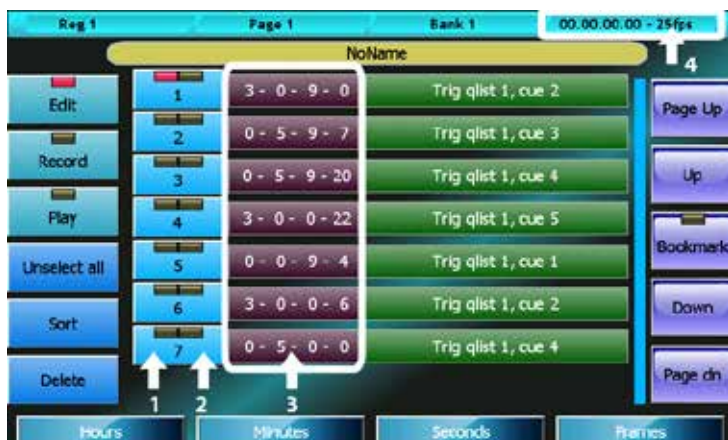 Reg 1 Page 1 Bank 1 00.00.00.00 - 25fps
NoName
4
Edit
Record
Play
Unselect all
Sort
Delete
1 3 - 0 - 9 - 0 Trig qlist 1, cue 2
2 0 - 5 - 9 - 7 Trig qlist 1, cue 3
3 0 - 5 - 9 - 20 Trig qlist 1, cue 4
4 3 - 0 - 0 - 22 Trig qlist 1, cue 5
5 0 - 0 - 9 - 4 Trig qlist 1, cue 1
6 3 - 0 - 0 - 6 Trig qlist 1, cue 2
7 0 - 5 - 0 - 0 Trig qlist 1, cue 4
Page Up
Up
Bookmark
Down
Page dn
1 2 3
Hours Minutes Seconds Frames